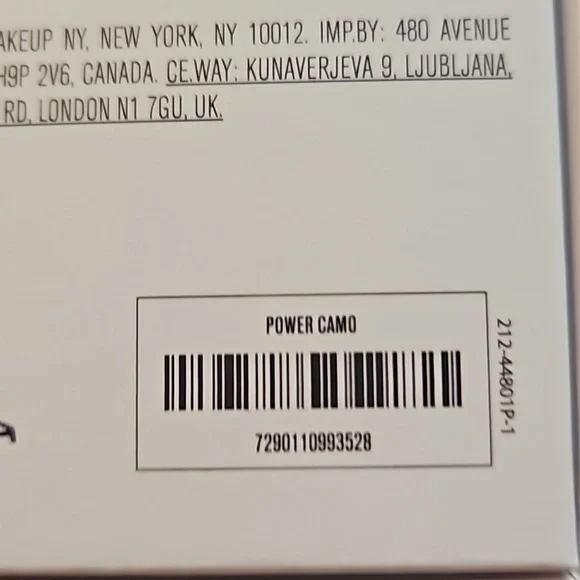 AKEUP NY, NEW YORK, NY 10012. IMP.BY: 480 AVENUE
H9P 2V6, CANADA. CE.WAY: KUNAVERJEVA 9, LJUBLJANA,
RD, LONDON N1 7GU, UK.
POWER CAMO
7290110993528
212-44801P-1